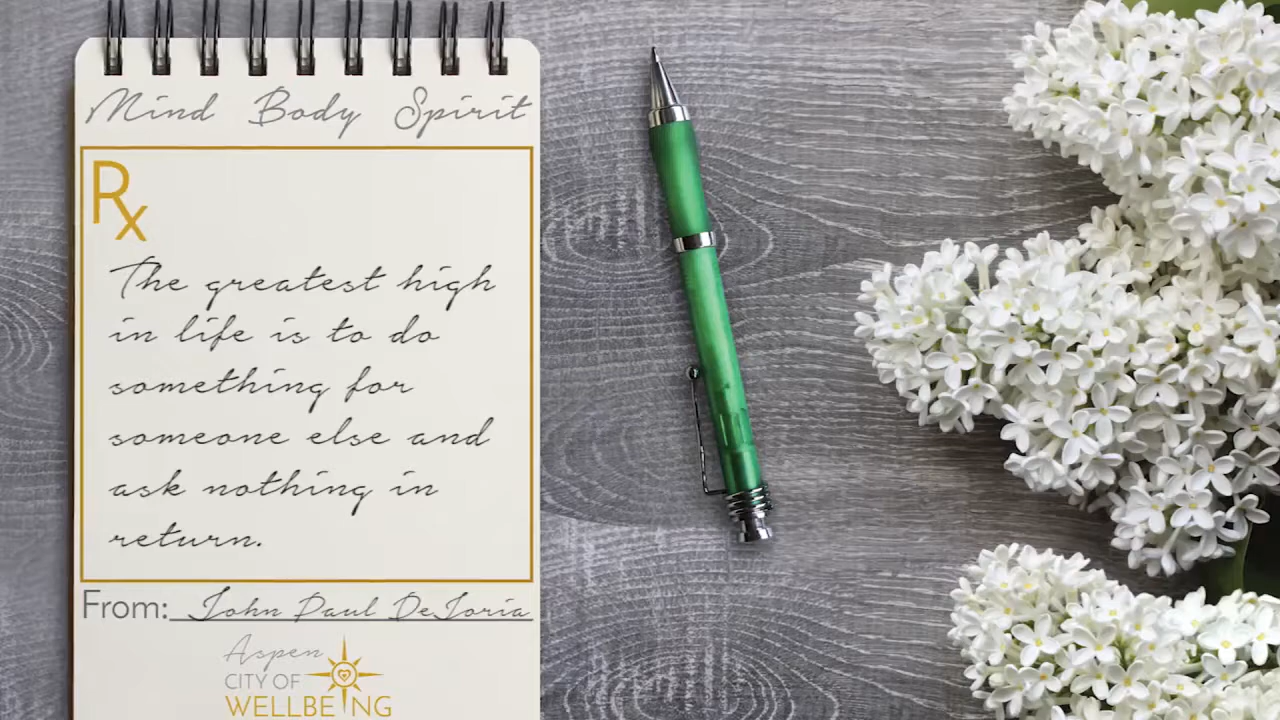 Mind Body Spirit
Rx
The greatest high
in life is to do
something for
someone else and
ask nothing in
return.
From: John Paul DeJoria
Aspen
CITY OF
WELLBEING